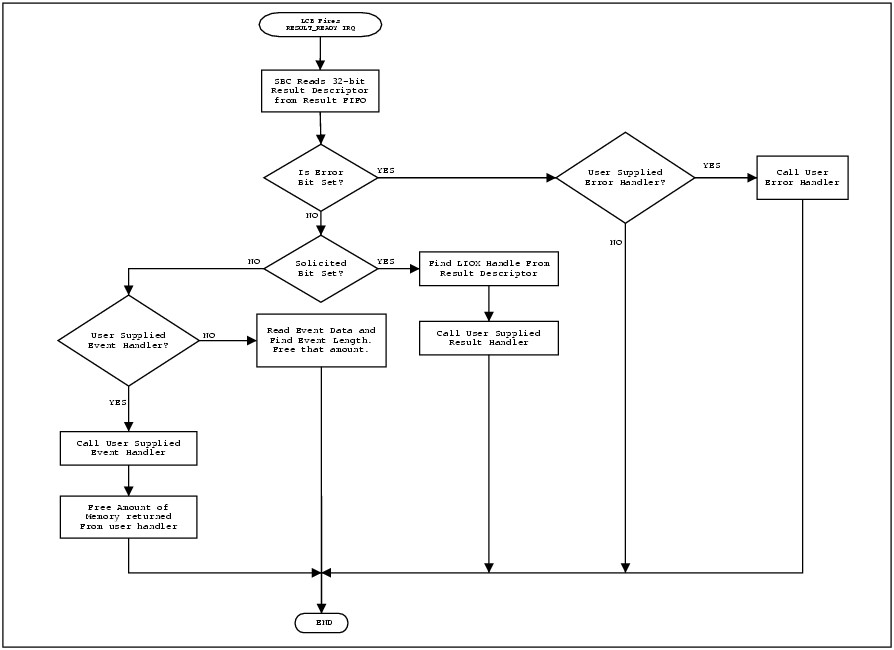 LCB Fires
RESULT_READY IRQ
SBC Reads 32-bit
Result Descriptor
from Result FIFO
Is Error
Bit Set?
YES
User Supplied
Error Handler?
YES
Call User
Error Handler
NO
NO
Solicited
Bit Set?
NO
YES
Find LIOX Handle From
Result Descriptor
User Supplied
Event Handler?
NO
Read Event Data and
Find Event Length.
Free that amount.
Call User Supplied
Result Handler
YES
Call User Supplied
Event Handler
Free Amount of
Memory returned
From user handler
END